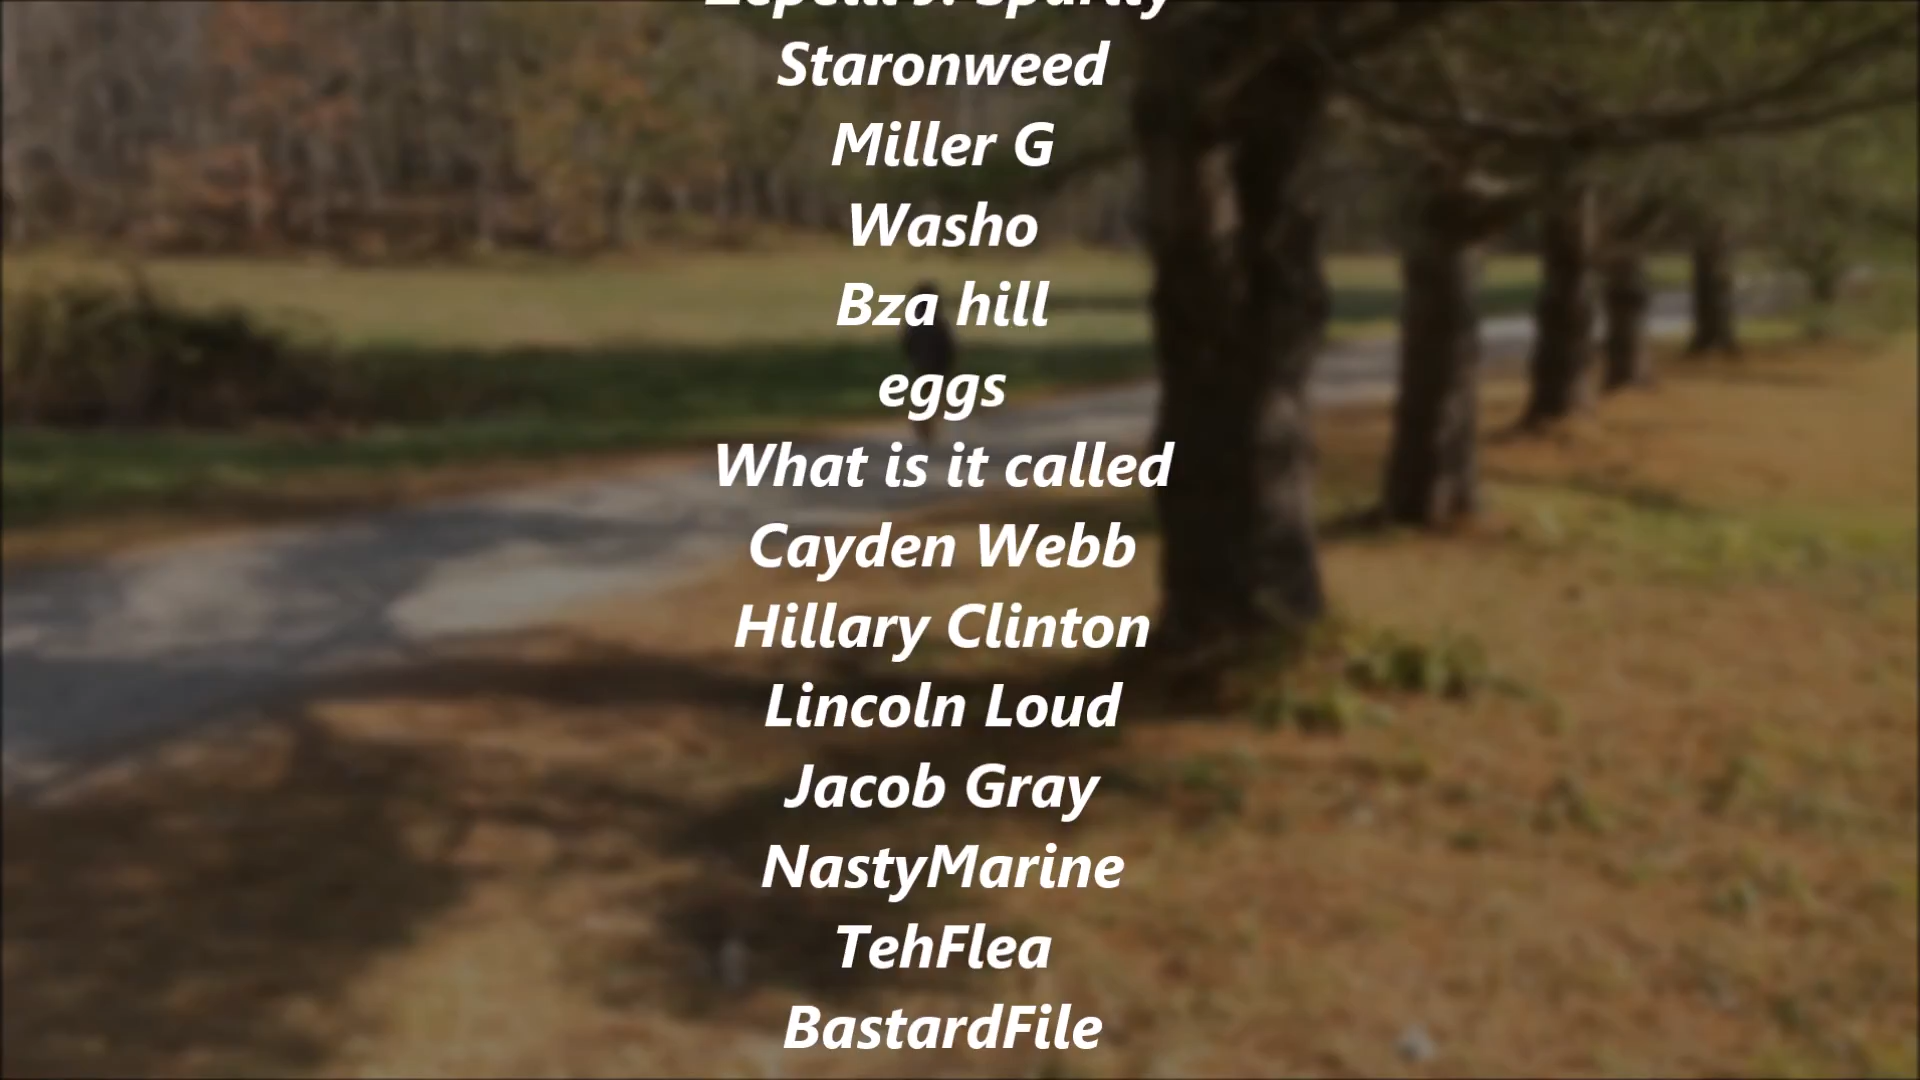 Staronweed
Miller G
Washo
Bza hill
eggs
What is it called
Cayden Webb
Hillary Clinton
Lincoln Loud
Jacob Gray
NastyMarine
TehFlea
BastardFile